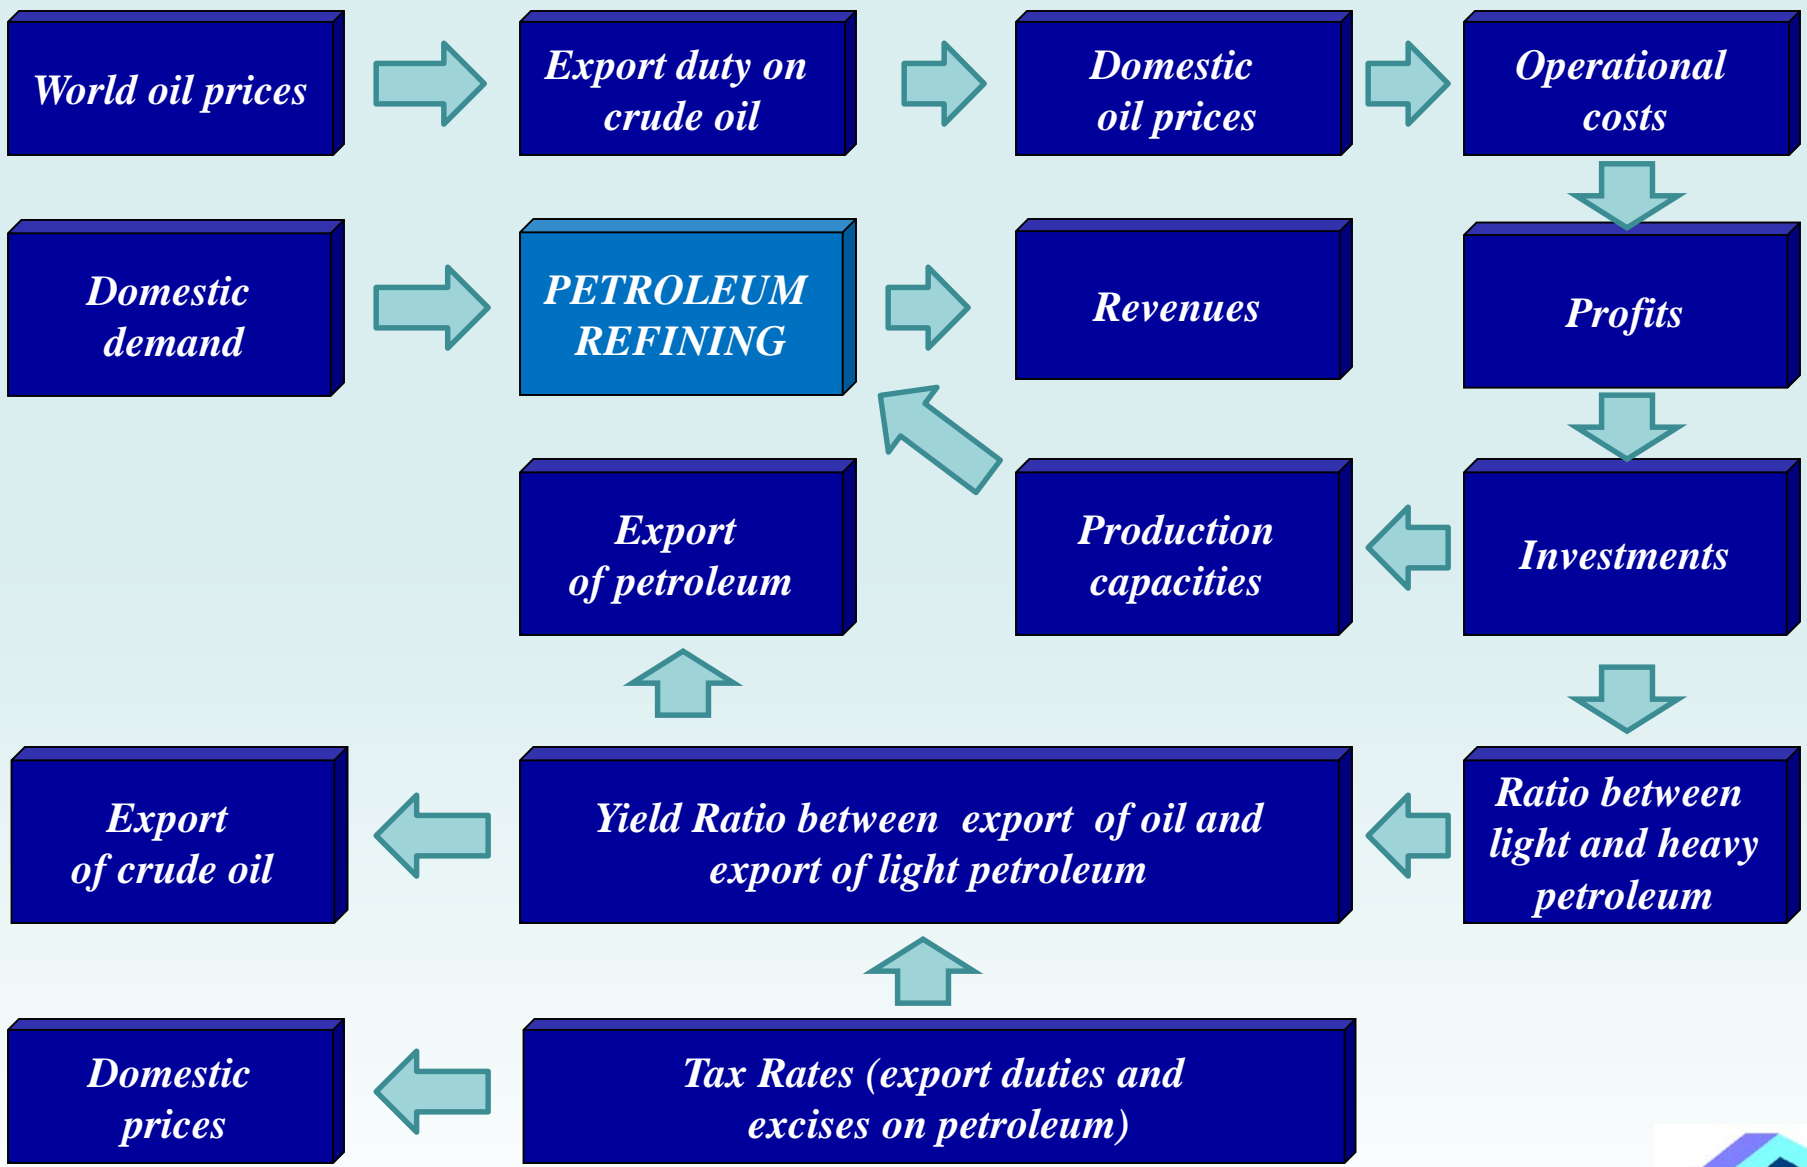 World oil prices
Export duty on
crude oil
Domestic
oil prices
Operational
costs
Domestic
demand
PETROLEUM
REFINING
Revenues
Profits
Export
of petroleum
Production
capacities
Investments
Export
of crude oil
Yield Ratio between export of oil and
export of light petroleum
Ratio between
light and heavy
petroleum
Domestic
prices
Tax Rates (export duties and
excises on petroleum)